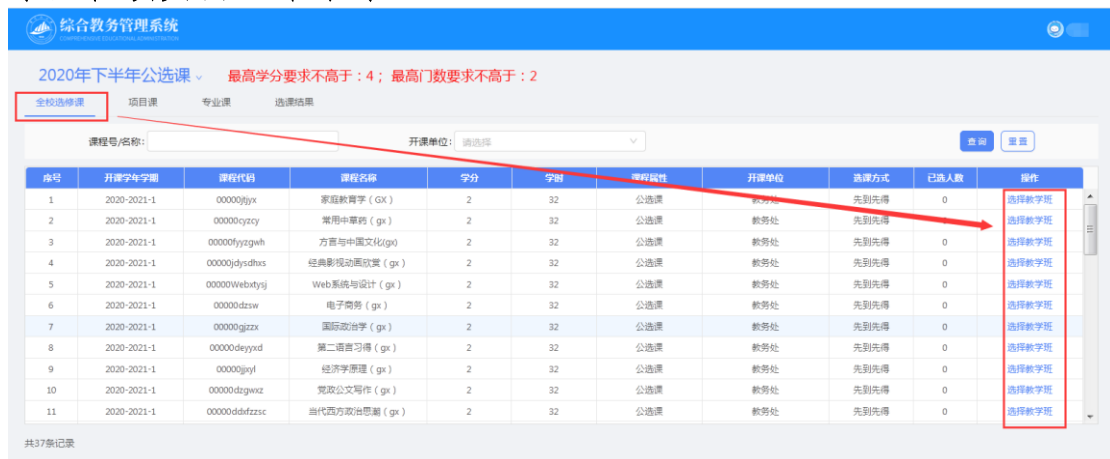 综合教务管理系统
COMPREHENSIVE EDUCATIONAL ADMINISTRATION
2020年下半年公选课 最高学分要求不高于：4；最高门数要求不高于：2
全校选修课 项目课 专业课 选课结果
课程号/名称： 开课单位： 请选择 查询 重置
序号 开课学年学期 课程代码 课程名称 学分 学时 课程属性 开课单位 选课方式 已选人数 操作
1 2020-2021-1 00000jtjyx 家庭教育学（GX） 2 32 公选课 教务处 先到先得 0 选择教学班
2 2020-2021-1 00000cyzcy 常用中草药（gx） 2 32 公选课 教务处 先到先得 0 选择教学班
3 2020-2021-1 00000fyyzgwh 方言与中国文化(gx) 2 32 公选课 教务处 先到先得 0 选择教学班
4 2020-2021-1 00000jdysdhxs 经典影视动画欣赏（gx） 2 32 公选课 教务处 先到先得 0 选择教学班
5 2020-2021-1 00000Webxtysj Web系统与设计（gx） 2 32 公选课 教务处 先到先得 0 选择教学班
6 2020-2021-1 00000dzsw 电子商务（gx） 2 32 公选课 教务处 先到先得 0 选择教学班
7 2020-2021-1 00000gjzzx 国际政治学（gx） 2 32 公选课 教务处 先到先得 0 选择教学班
8 2020-2021-1 00000deyyxd 第二语言习得（gx） 2 32 公选课 教务处 先到先得 0 选择教学班
9 2020-2021-1 00000jjxyl 经济学原理（gx） 2 32 公选课 教务处 先到先得 0 选择教学班
10 2020-2021-1 00000dzgwxz 党政公文写作（gx） 2 32 公选课 教务处 先到先得 0 选择教学班
11 2020-2021-1 00000ddxfzzsc 当代西方政治思潮（gx） 2 32 公选课 教务处 先到先得 0 选择教学班
共37条记录